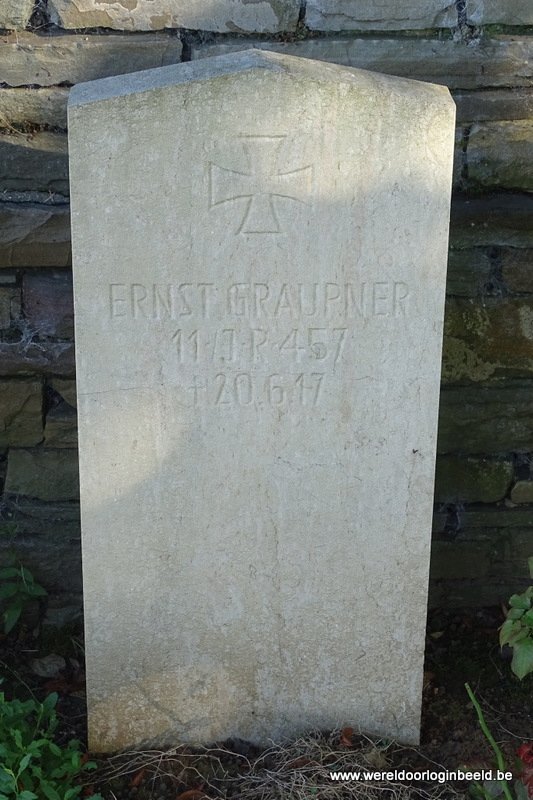 ERNST GRAUPNER
11/J·R·457
†20.6.17
www.wereldoorloginbeeld.be